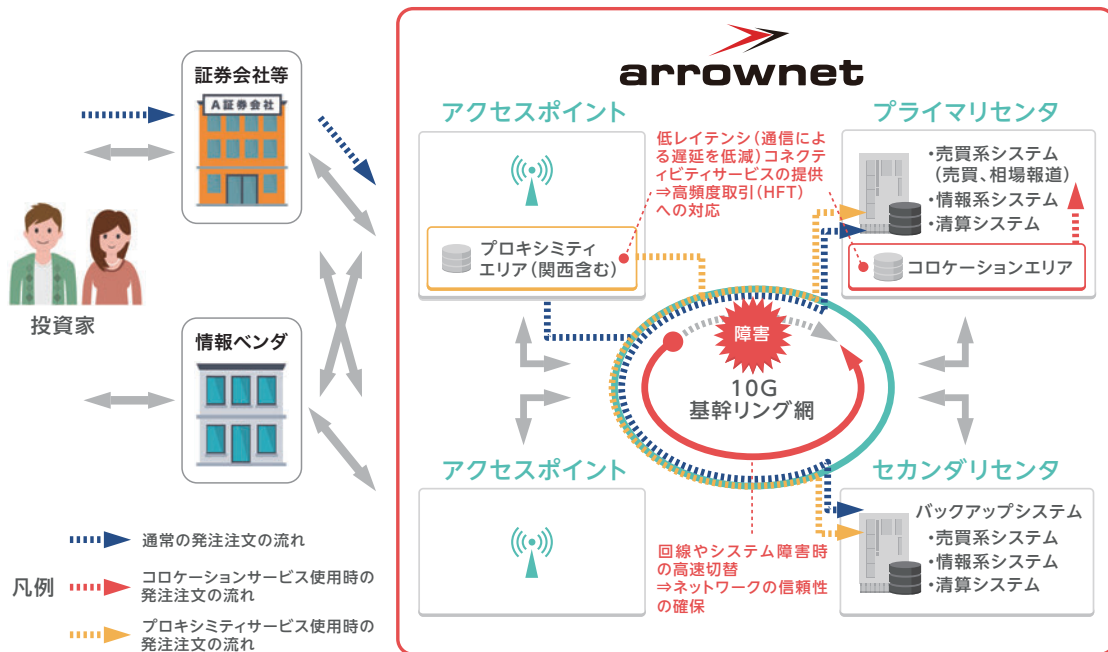 証券会社等
A証券会社
投資家
情報ベンダ
凡例
通常の発注注文の流れ
コロケーションサービス使用時の
発注注文の流れ
プロキシミティサービス使用時の
発注注文の流れ
arrownet
アクセスポイント
プロキシミティ
エリア(関西含む)
低レイテンシ(通信によ
る遅延を低減)コネクテ
ィビティサービスの提供
⇒高頻度取引(HFT)
への対応
プライマリセンタ
・売買系システム
(売買、相場報道)
・情報系システム
・清算システム
コロケーションエリア
障害
10G
基幹リング網
アクセスポイント
回線やシステム障害時
の高速切替
⇒ネットワークの信頼性
の確保
セカンダリセンタ
バックアップシステム
・売買系システム
・情報系システム
・清算システム